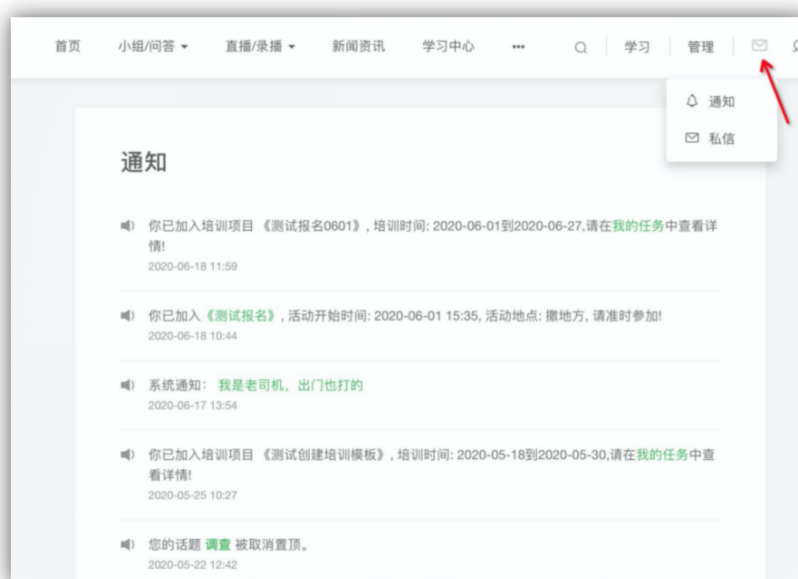 首页 小组/问答 直播/录播 新闻资讯 学习中心 ••• 学习 管理
通知
私信
通知
你已加入培训项目 《测试报名0601》, 培训时间: 2020-06-01到2020-06-27,请在我的任务中查看详
情!
2020-06-18 11:59
你已加入《测试报名》, 活动开始时间: 2020-06-01 15:35, 活动地点: 撒地方, 请准时参加!
2020-06-18 10:44
系统通知： 我是老司机，出门也打的
2020-06-17 13:54
你已加入培训项目 《测试创建培训模板》, 培训时间: 2020-05-18到2020-05-30,请在我的任务中查
看详情!
2020-05-25 10:27
您的话题 调查 被取消置顶。
2020-05-22 12:42